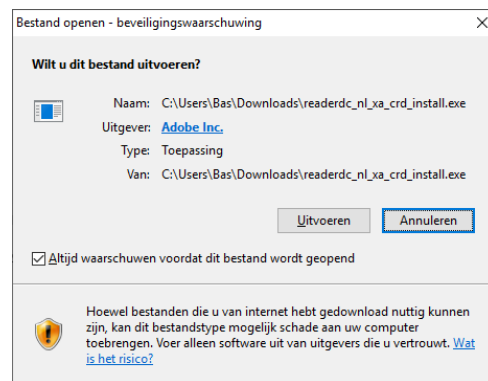 Bestand openen - beveiligingswaarschuwing
Wilt u dit bestand uitvoeren?
Naam: C:\Users\Bas\Downloads\readerdc_nl_xa_crd_install.exe
Uitgever: Adobe Inc.
Type: Toepassing
Van: C:\Users\Bas\Downloads\readerdc_nl_xa_crd_install.exe
Uitvoeren Annuleren
Altijd waarschuwen voordat dit bestand wordt geopend
Hoewel bestanden die u van internet hebt gedownload nuttig kunnen
zijn, kan dit bestandstype mogelijk schade aan uw computer
toebrengen. Voer alleen software uit van uitgevers die u vertrouwt. Wat
is het risico?